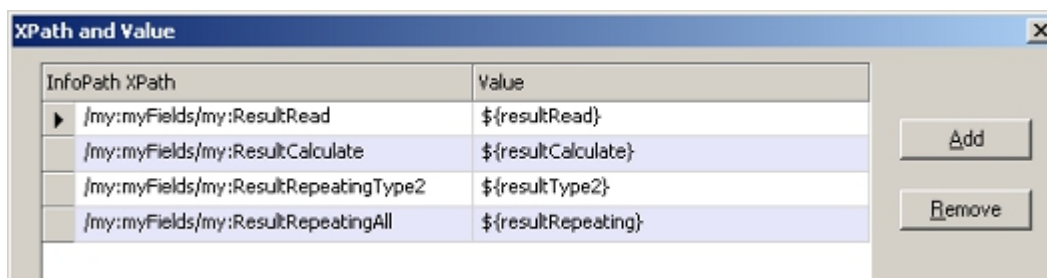 XPath and Value
InfoPath XPath Value
/my:myFields/my:ResultRead ${resultRead}
/my:myFields/my:ResultCalculate ${resultCalculate}
Add
/my:myFields/my:ResultRepeatingType2 ${resultType2}
/my:myFields/my:ResultRepeatingAll ${resultRepeating}
Remove